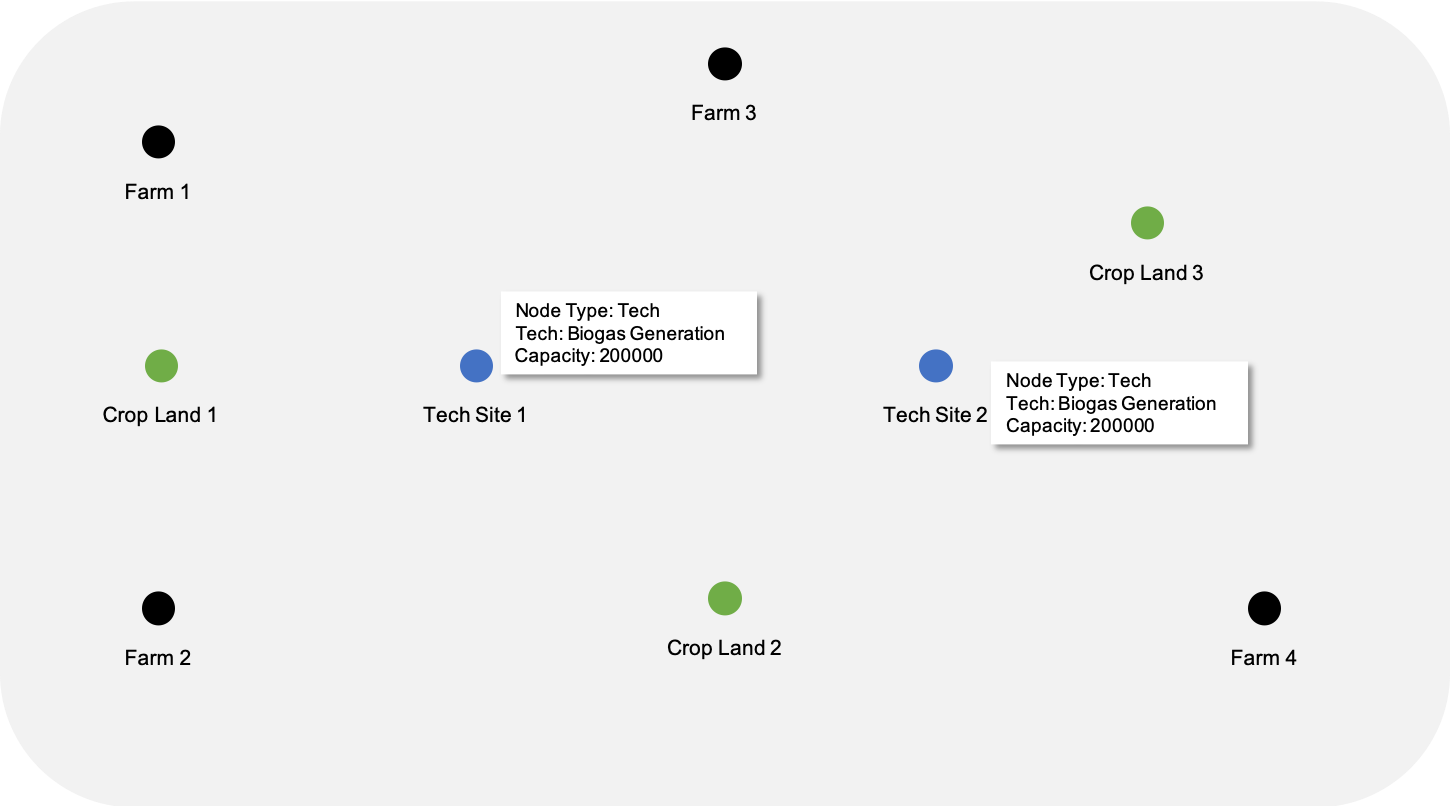 Farm 3
Farm 1
Crop Land 3
Node Type: Tech
Tech: Biogas Generation
Capacity: 200000
Crop Land 1
Tech Site 1
Tech Site 2
Node Type: Tech
Tech: Biogas Generation
Capacity: 200000
Farm 2
Crop Land 2
Farm 4